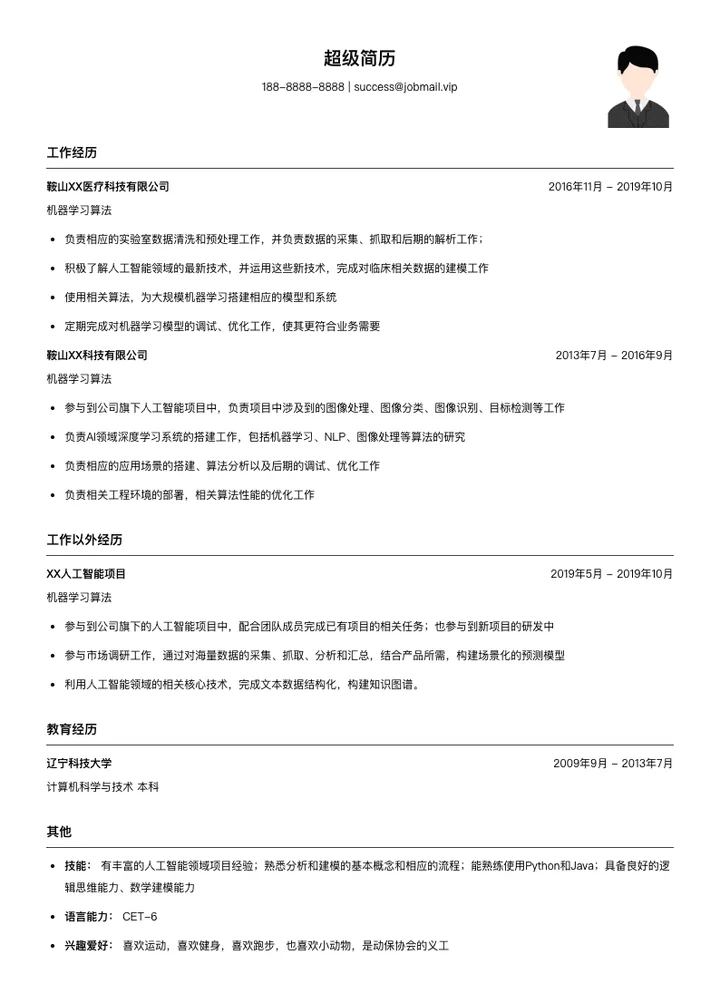 超级简历
188-8888-8888 | success@jobmail.vip
工作经历
鞍山XX医疗科技有限公司 2016年11月 – 2019年10月
机器学习算法
• 负责相应的实验室数据清洗和预处理工作，并负责数据的采集、抓取和后期的解析工作；
• 积极了解人工智能领域的最新技术，并运用这些新技术，完成对临床相关数据的建模工作
• 使用相关算法，为大规模机器学习搭建相应的模型和系统
• 定期完成对机器学习模型的调试、优化工作，使其更符合业务需要
鞍山XX科技有限公司 2013年7月 – 2016年9月
机器学习算法
• 参与到公司旗下人工智能项目中，负责项目中涉及到的图像处理、图像分类、图像识别、目标检测等工作
• 负责AI领域深度学习系统的搭建工作，包括机器学习、NLP、图像处理等算法的研究
• 负责相应的应用场景的搭建、算法分析以及后期的调试、优化工作
• 负责相关工程环境的部署，相关算法性能的优化工作
工作以外经历
XX人工智能项目 2019年5月 – 2019年10月
机器学习算法
• 参与到公司旗下的人工智能项目中，配合团队成员完成已有项目的相关任务；也参与到新项目的研发中
• 参与市场调研工作，通过对海量数据的采集、抓取、分析和汇总，结合产品所需，构建场景化的预测模型
• 利用人工智能领域的相关核心技术，完成文本数据结构化，构建知识图谱。
教育经历
辽宁科技大学 2009年9月 – 2013年7月
计算机科学与技术 本科
其他
• 技能： 有丰富的人工智能领域项目经验；熟悉分析和建模的基本概念和相应的流程；能熟练使用Python和Java；具备良好的逻
辑思维能力、数学建模能力
• 语言能力： CET-6
• 兴趣爱好： 喜欢运动，喜欢健身，喜欢跑步，也喜欢小动物，是动保协会的义工